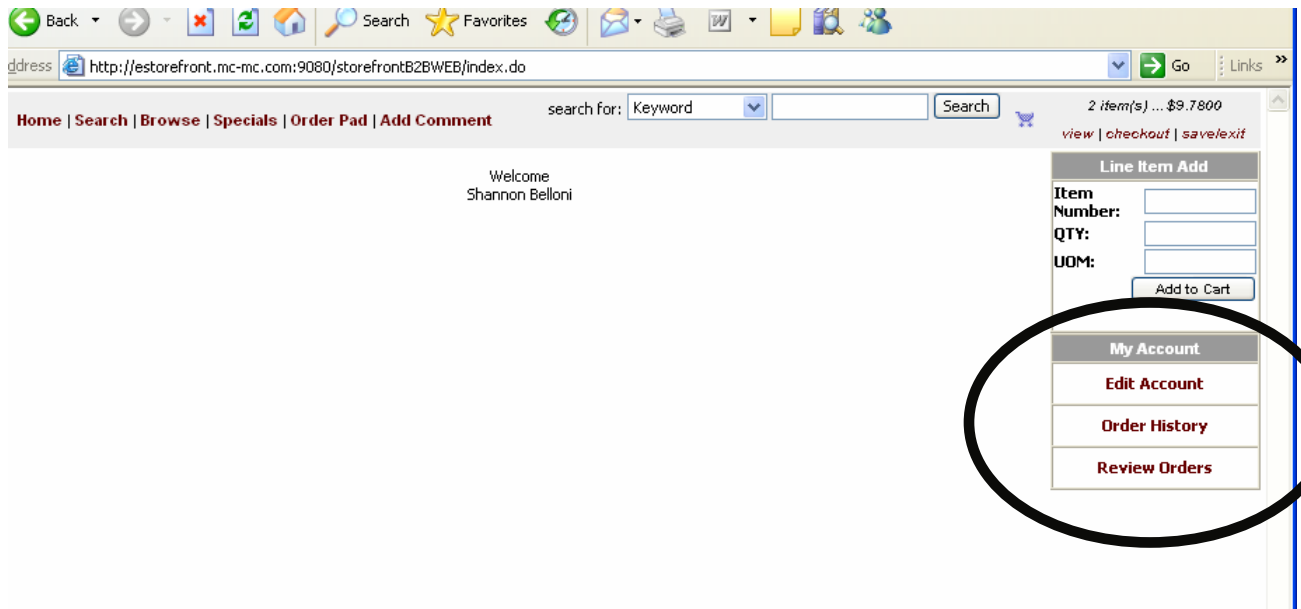 Back Search Favorites
ddress http://estorefront.mc-mc.com:9080/storefrontB2BWEB/index.do Go Links »
Home | Search | Browse | Specials | Order Pad | Add Comment search for: Keyword Search 2 item(s) ... $9.7800
view | checkout | save/exit
Welcome
Shannon Belloni
Line Item Add
Item
Number:
QTY:
UOM:
Add to Cart
My Account
Edit Account
Order History
Review Orders